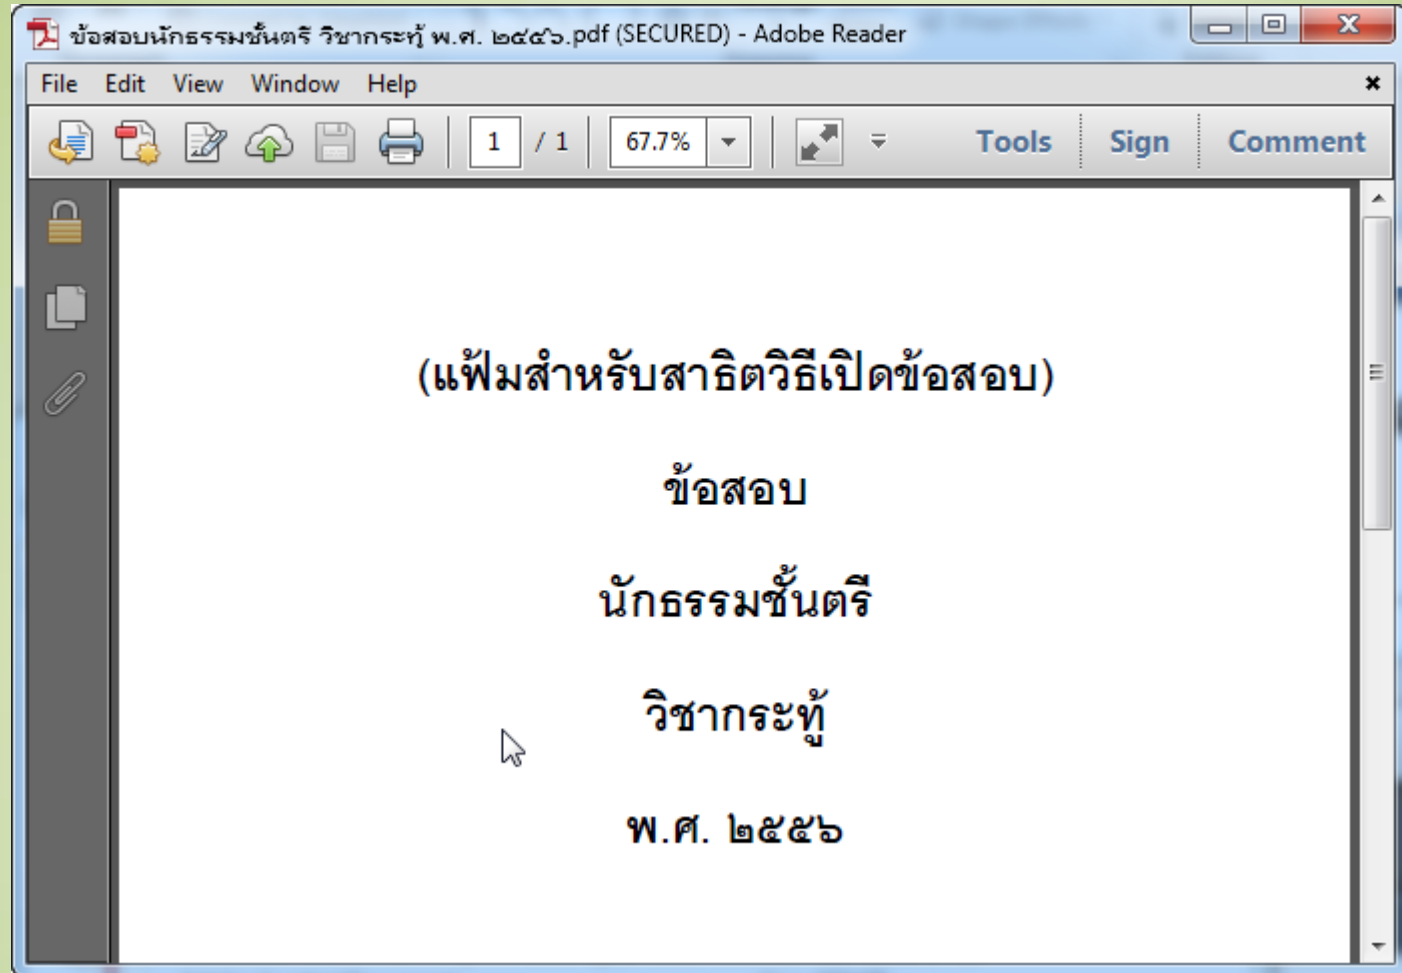 ข้อสอบนักธรรมชั้นตรี วิชากระทู้ พ.ศ. ๒๕๕๖.pdf (SECURED) - Adobe Reader
File Edit View Window Help
1 / 1 67.7% Tools Sign Comment
(แฟ้มสำหรับสาธิตวิธีเปิดข้อสอบ)
ข้อสอบ
นักธรรมชั้นตรี
วิชากระทู้
พ.ศ. ๒๕๕๖